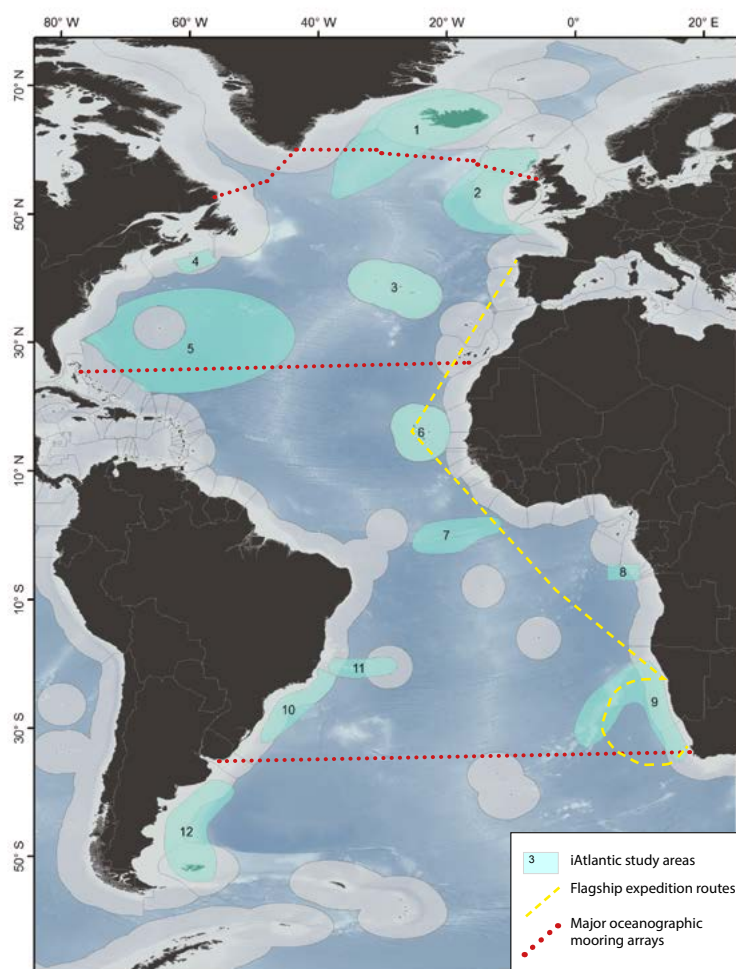 80° W 60° W 40° W 20° W 0° 20° E
70° N
50° N
30° N
10° N
10° S
30° S
50° S
1
2
3
4
5
6
7
8
9
10
11
12
3 iAtlantic study areas
Flagship expedition routes
Major oceanographic
mooring arrays